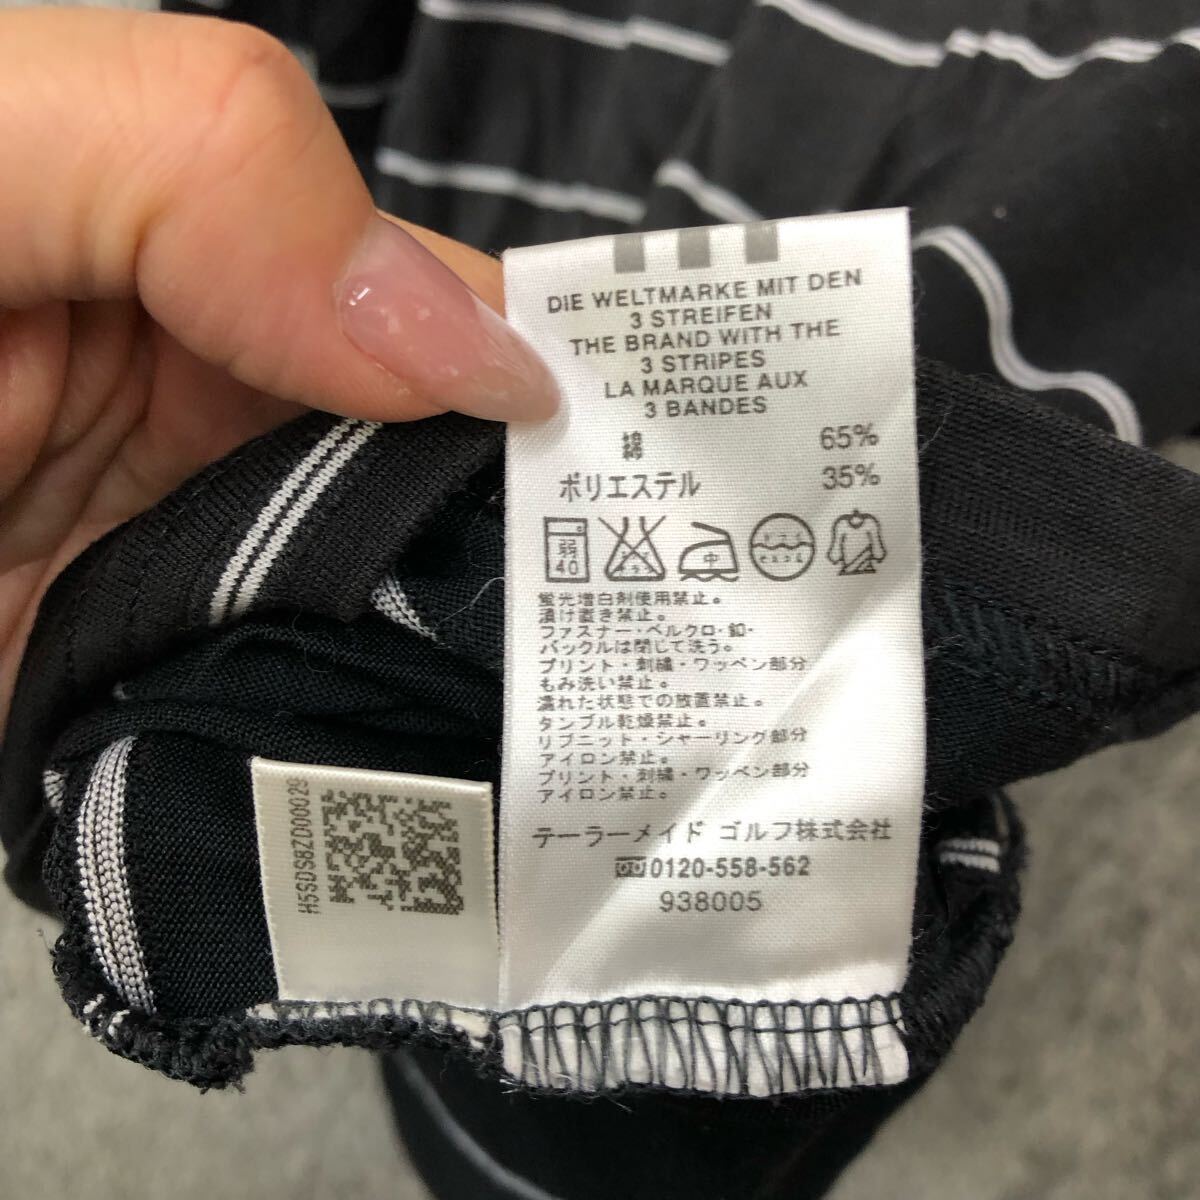 DIE WELTMARKE MIT DEN
3 STREIFEN
THE BRAND WITH THE
3 STRIPES
LA MARQUE AUX
3 BANDES
綿 65%
ポリエステル 35%
弱
40
中
蛍光増白剤使用禁止。
漬け置き禁止。
ファスナー・ベルクロ・釦・
バックルは閉じて洗う。
プリント・刺繍・ワッペン部分
もみ洗い禁止。
濡れた状態での放置禁止。
タンブル乾燥禁止。
リブニット・シャーリング部分
アイロン禁止。
プリント・刺繍・ワッペン部分
アイロン禁止。
テーラーメイド ゴルフ株式会社
0120-558-562
938005
H5SDS8ZD00029